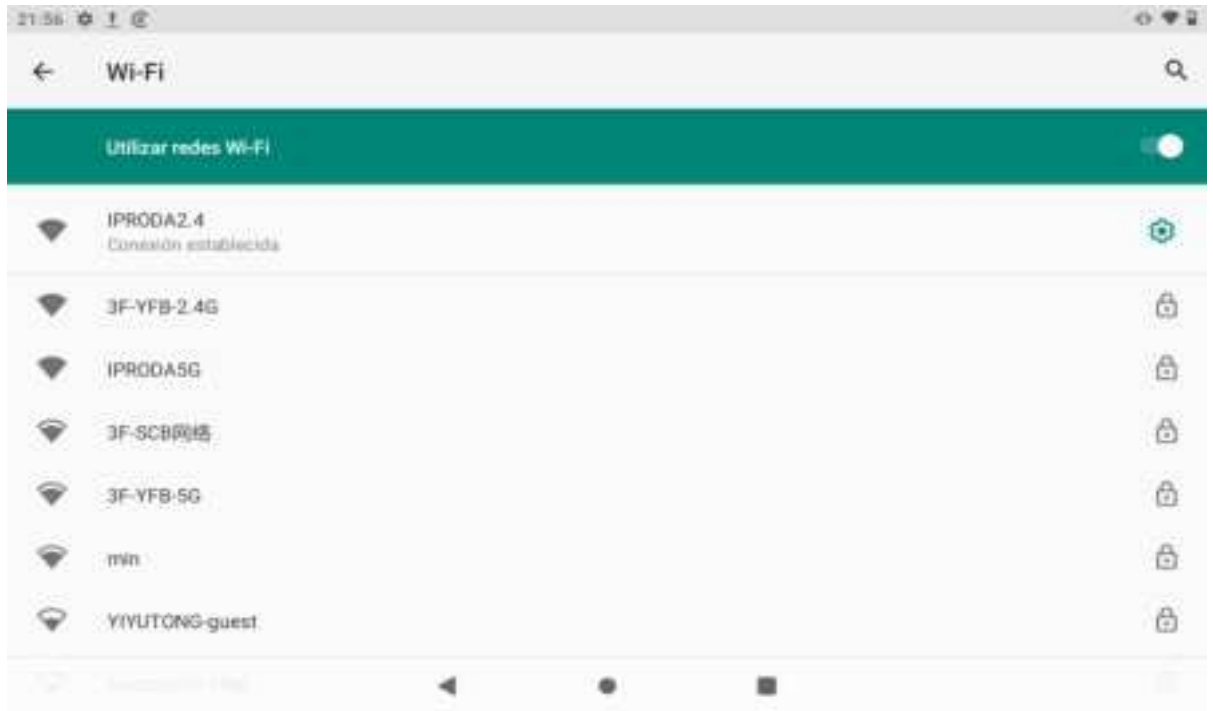 21:56
Wi-Fi
Utilizar redes Wi-Fi
IPRODA2.4
Conexión establecida
3F-YFB-2.4G
IPRODA5G
3F-SCB网络
3F-YFB-5G
min
YIYUTONG-guest